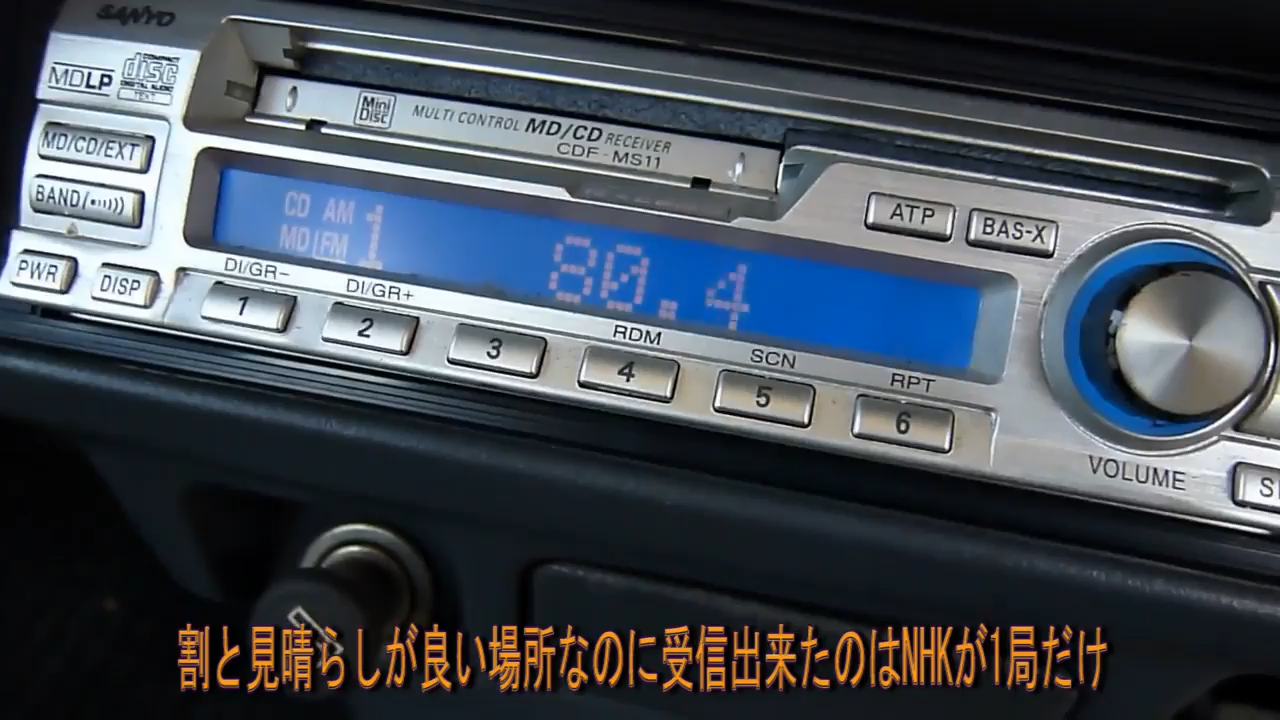 SANYO
MDLP
COMPACT
disc
DIGITAL AUDIO
TEXT
Mini
Disc
MULTI CONTROL MD/CD RECEIVER
CDF-MS11
MD/CD/EXT
BAND/
PWR
DISP
CD AM
MD FM
1
80.4
ATP
BAS-X
DI/GR-
DI/GR+
RDM
SCN
RPT
1
2
3
4
5
6
VOLUME
割と見晴らしが良い場所なのに受信出来たのはNHKが1局だけ